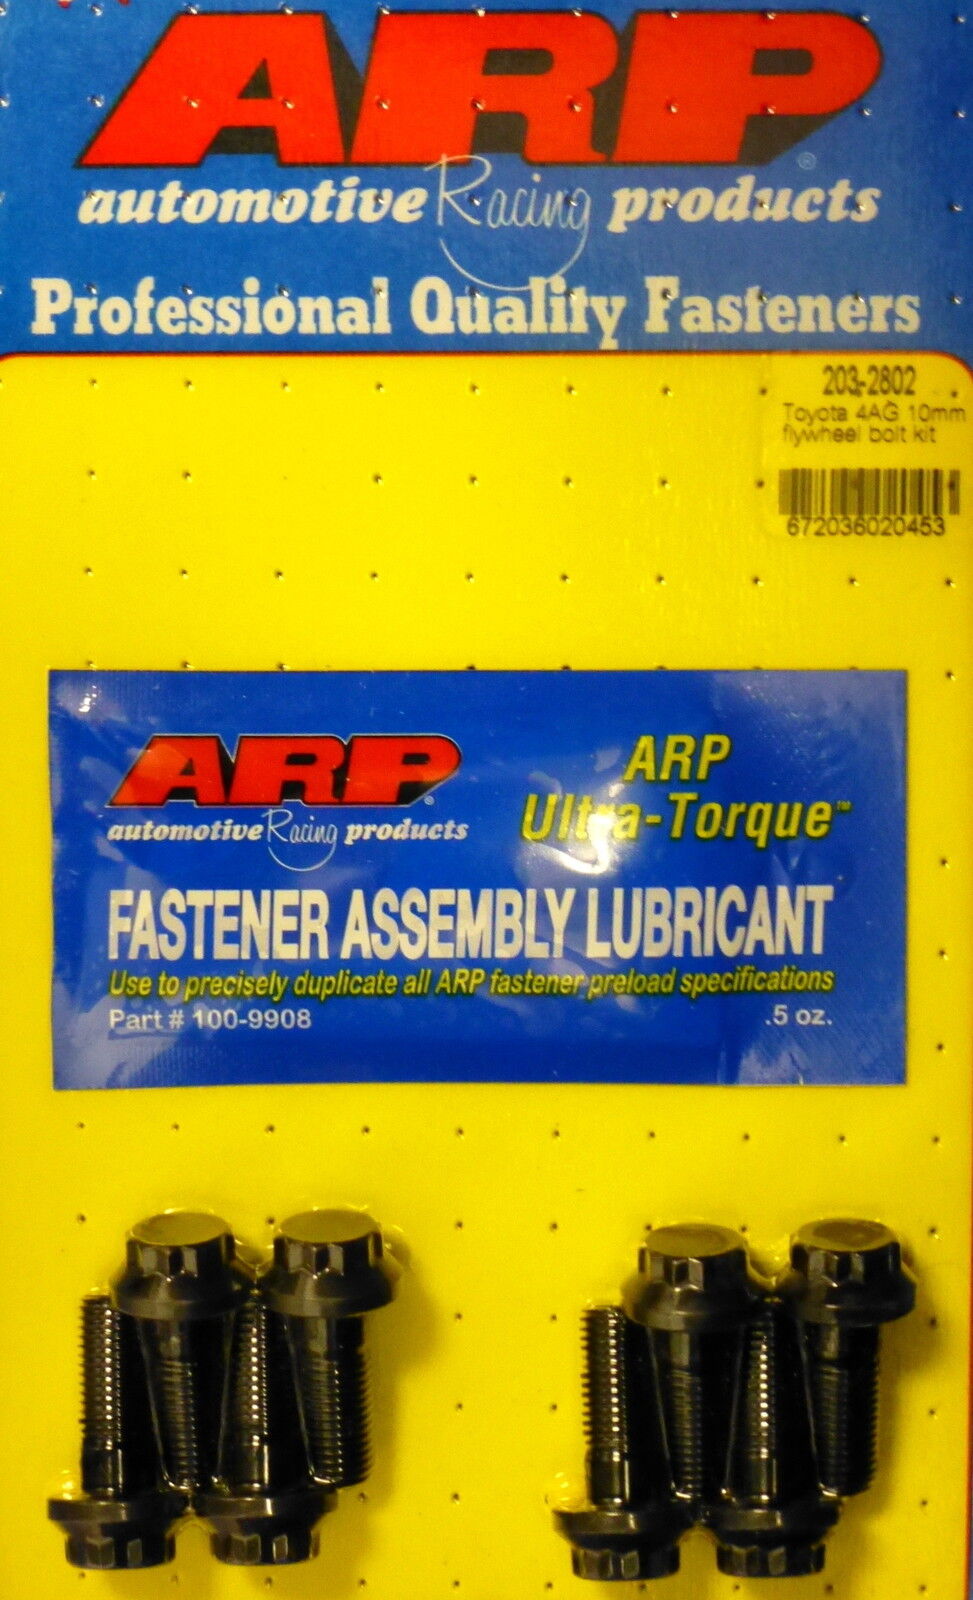 ARP®
automotive Racing products
Professional Quality Fasteners
203-2802
Toyota 4AG 10mm
flywheel bolt kit
672036020453
ARP®
automotive Racing products
ARP
Ultra-Torque™
FASTENER ASSEMBLY LUBRICANT
Use to precisely duplicate all ARP fastener preload specifications
Part # 100-9908 .5 oz.